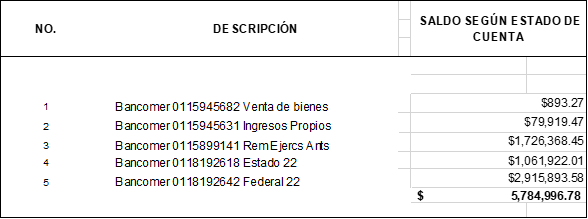 NO. DESCRIPCIÓN SALDO SEGÚN ESTADO DE CUENTA
1 Bancomer 0115945682 Venta de bienes $893.27
2 Bancomer 0115945631 Ingresos Propios $79,919.47
3 Bancomer 0115899141 Rem Ejercs Ants $1,726,368.45
4 Bancomer 0118192618 Estado 22 $1,061,922.01
5 Bancomer 0118192642 Federal 22 $2,915,893.58
$ 5,784,996.78